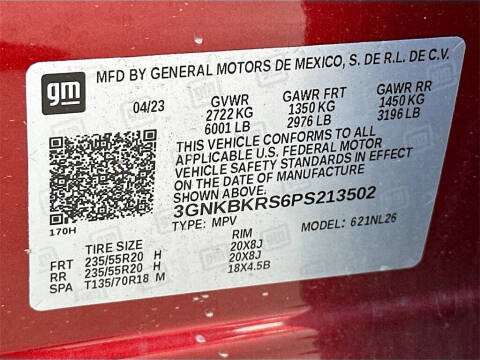 gm
MFD BY GENERAL MOTORS DE MEXICO, S. DE R.L. DE C.V.
04/23 GVWR GAWR FRT GAWR RR
2722 KG 1350 KG 1450 KG
6001 LB 2976 LB 3196 LB
THIS VEHICLE CONFORMS TO ALL
APPLICABLE U.S. FEDERAL MOTOR
VEHICLE SAFETY STANDARDS IN EFFECT
ON THE DATE OF MANUFACTURE
SHOWN ABOVE.
3GNKBKRS6PS213502
170H TYPE: MPV MODEL: 621NL26
TIRE SIZE RIM
FRT 235/55R20 H 20X8J
RR 235/55R20 H 20X8J
SPA T135/70R18 M 18X4.5B